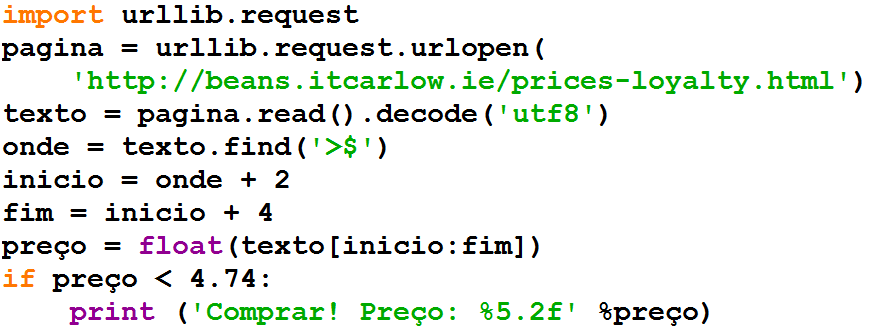 import urllib.request
pagina = urllib.request.urlopen(
    'http://beans.itcarlow.ie/prices-loyalty.html')
texto = pagina.read().decode('utf8')
onde = texto.find('>$')
inicio = onde + 2
fim = inicio + 4
preço = float(texto[inicio:fim])
if preço < 4.74:
    print ('Comprar! Preço: %5.2f' %preço)